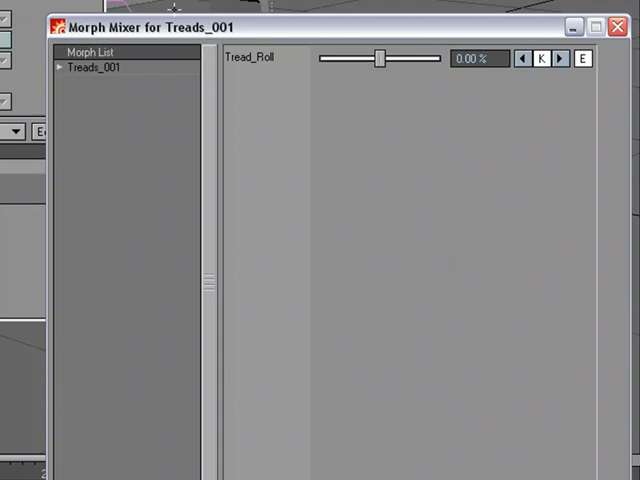 Morph Mixer for Treads_001
Morph List
Treads_001
Tread_Roll
0.00 %
K
E